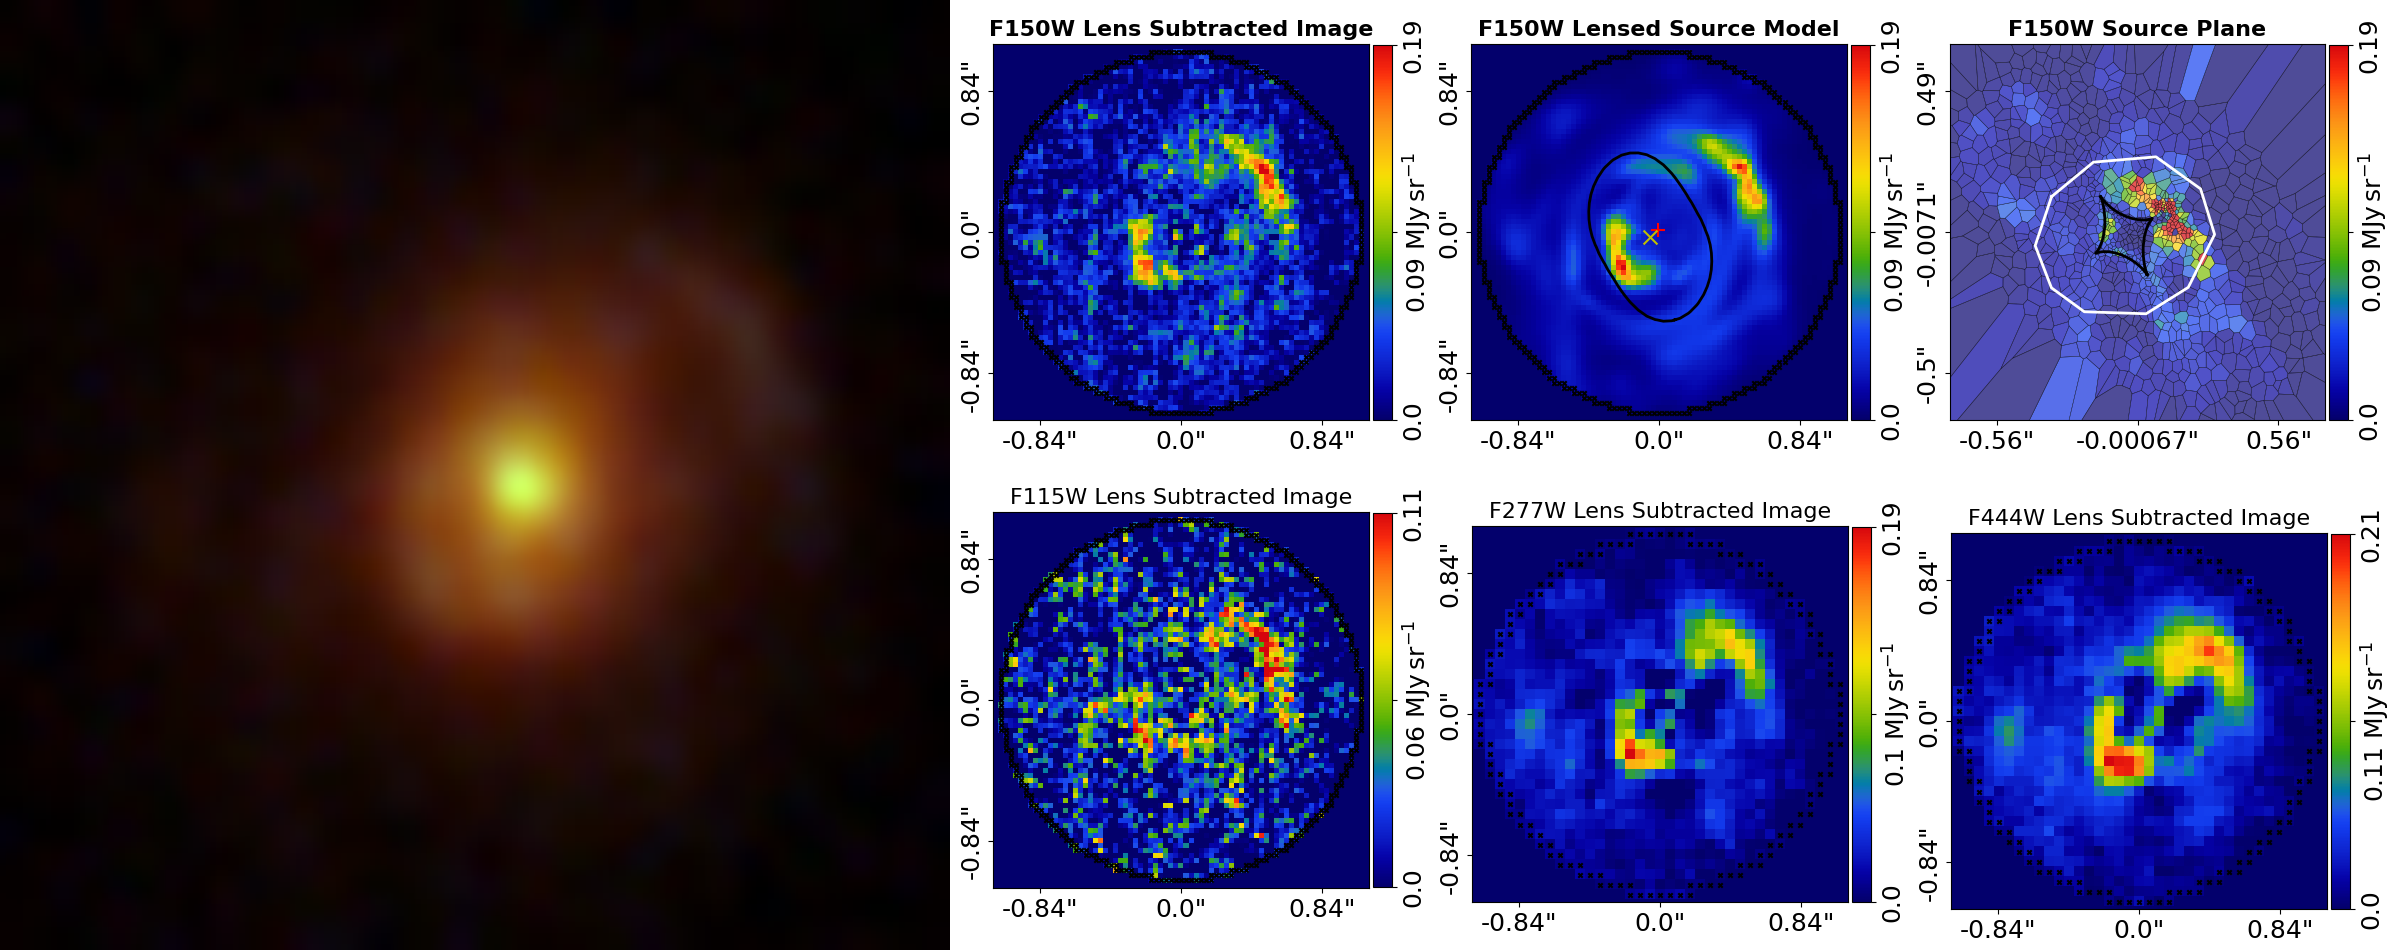 F150W Lens Subtracted Image
0.84"
0.0"
-0.84"
-0.84" 0.0" 0.84"
0.0 0.09 MJy sr−1 0.19
F150W Lensed Source Model
0.84"
0.0"
-0.84"
-0.84" 0.0" 0.84"
0.0 0.09 MJy sr−1 0.19
F150W Source Plane
0.49"
-0.0071"
-0.5"
-0.56" -0.00067" 0.56"
0.0 0.09 MJy sr−1 0.19
F115W Lens Subtracted Image
0.84"
0.0"
-0.84"
-0.84" 0.0" 0.84"
0.0 0.06 MJy sr−1 0.11
F277W Lens Subtracted Image
0.84"
0.0"
-0.84"
-0.84" 0.0" 0.84"
0.0 0.1 MJy sr−1 0.19
F444W Lens Subtracted Image
0.84"
0.0"
-0.84"
-0.84" 0.0" 0.84"
0.0 0.11 MJy sr−1 0.21